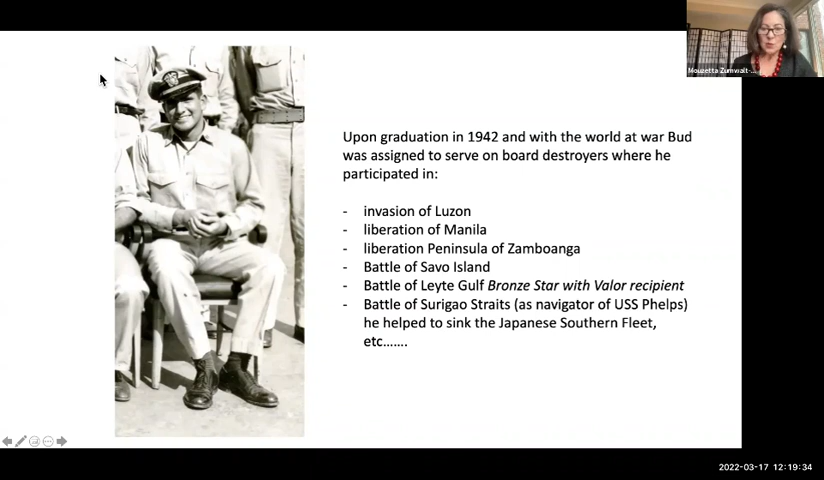 Mouzetta Zumwalt-...
Upon graduation in 1942 and with the world at war Bud
was assigned to serve on board destroyers where he
participated in:
- invasion of Luzon
- liberation of Manila
- liberation Peninsula of Zamboanga
- Battle of Savo Island
- Battle of Leyte Gulf Bronze Star with Valor recipient
- Battle of Surigao Straits (as navigator of USS Phelps)
he helped to sink the Japanese Southern Fleet,
etc…….
2022-03-17 12:19:34